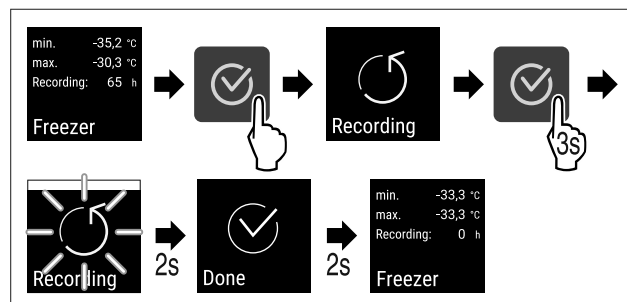 min. -35,2 °C
max. -30,3 °C
Recording: 65 h
Freezer
Recording
3s
Recording
2s
Done
2s
min. -33,3 °C
max. -33,3 °C
Recording: 0 h
Freezer